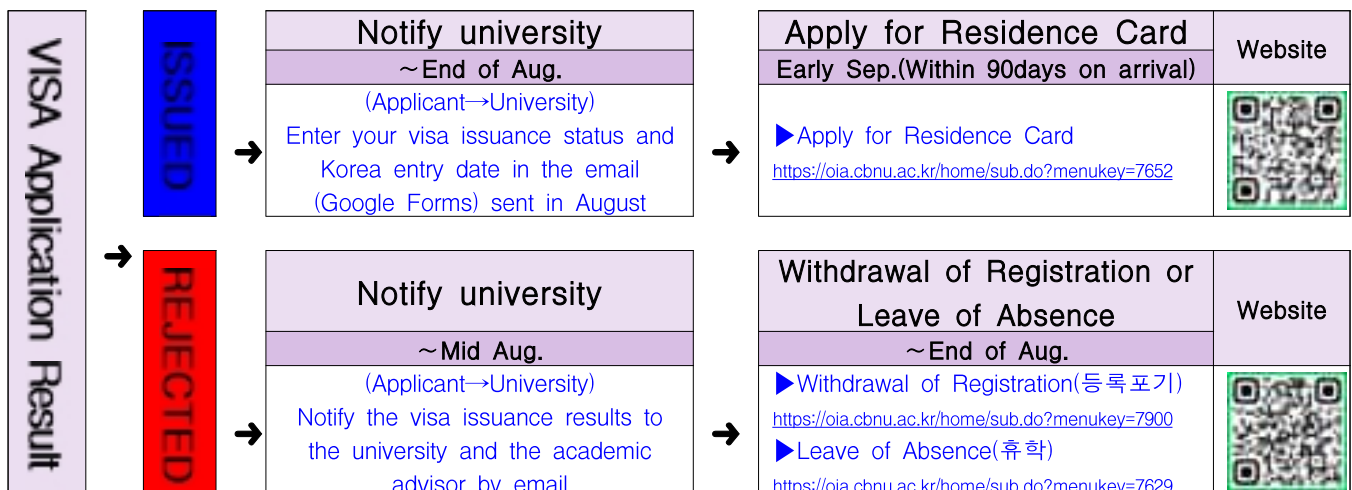 VISA Application Result
ISSUED
Notify university
~End of Aug.
(Applicant→University)
Enter your visa issuance status and
Korea entry date in the email
(Google Forms) sent in August
Apply for Residence Card
Early Sep.(Within 90days on arrival)
▶Apply for Residence Card
https://oia.cbnu.ac.kr/home/sub.do?menukey=7652
Website
REJECTED
Notify university
~Mid Aug.
(Applicant→University)
Notify the visa issuance results to
the university and the academic
advisor by email
Withdrawal of Registration or
Leave of Absence
~End of Aug.
▶Withdrawal of Registration(등록포기)
https://oia.cbnu.ac.kr/home/sub.do?menukey=7900
▶Leave of Absence(휴학)
https://oia.cbnu.ac.kr/home/sub.do?menukey=7629
Website